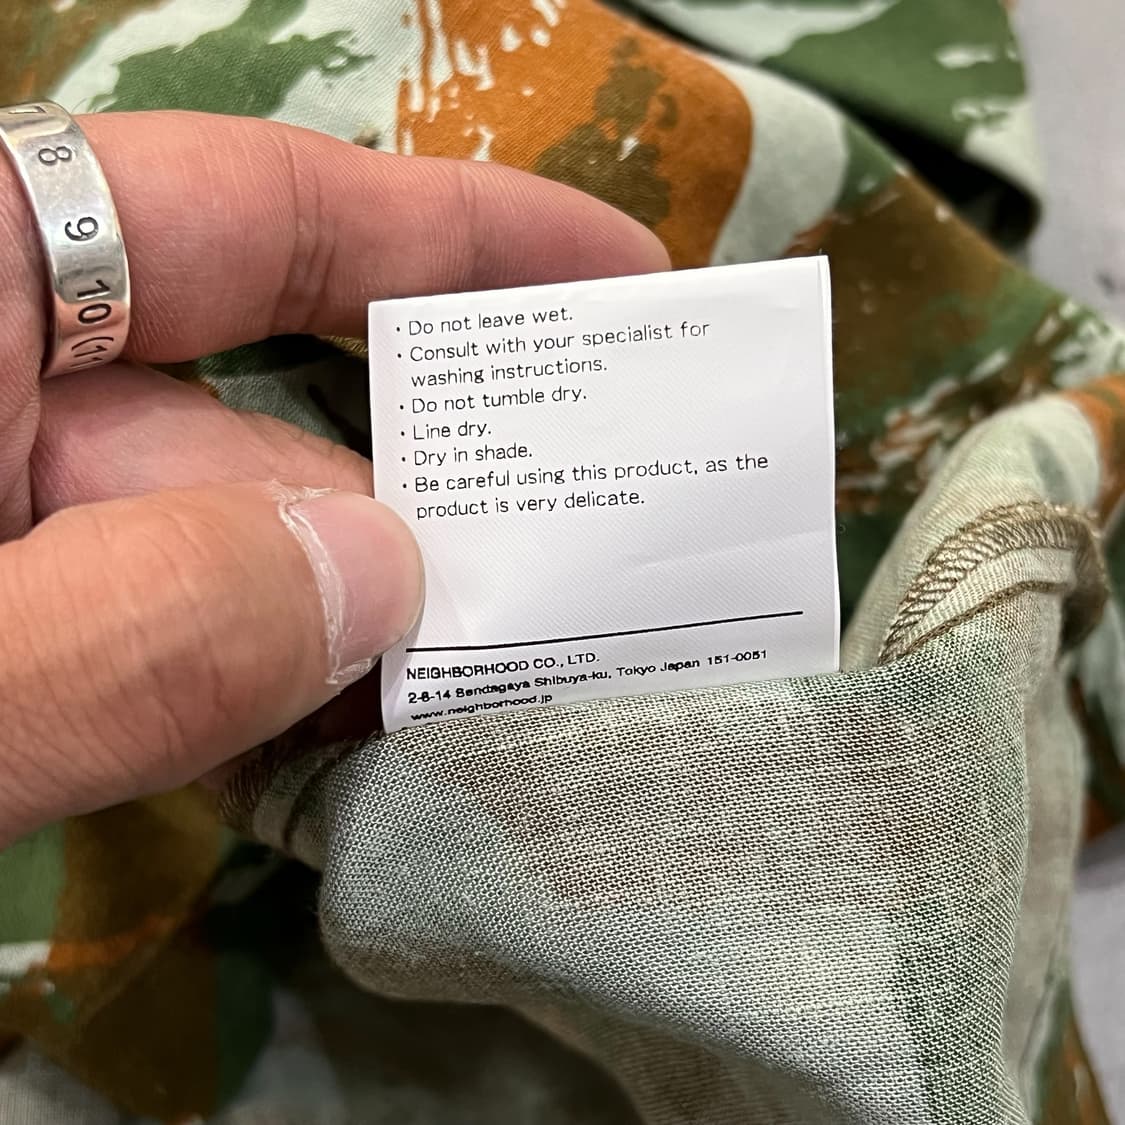 7
8
9
10
(11
· Do not leave wet.
· Consult with your specialist for
washing instructions.
· Do not tumble dry.
· Line dry.
· Dry in shade.
· Be careful using this product, as the
product is very delicate.
NEIGHBORHOOD CO., LTD.
2-8-14 Sendagaya Shibuya-ku, Tokyo Japan 151-0051
www.neighborhood.jp